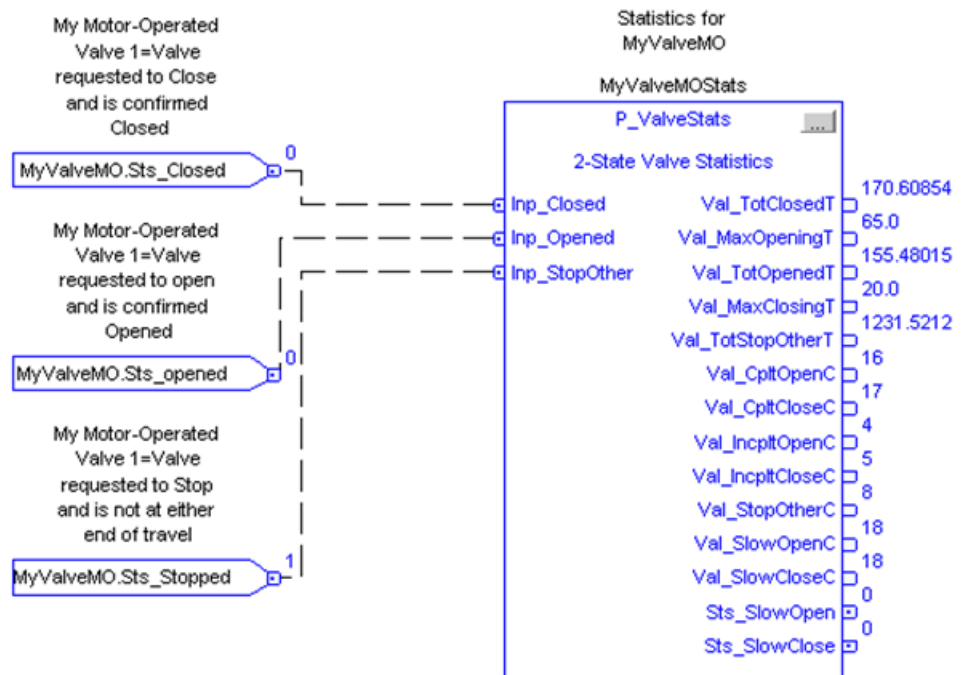 My Motor-Operated
Valve 1=Valve
requested to Close
and is confirmed
Closed
0
MyValveMO.Sts_Closed
My Motor-Operated
Valve 1=Valve
requested to open
and is confirmed
Opened
0
MyValveMO.Sts_opened
My Motor-Operated
Valve 1=Valve
requested to Stop
and is not at either
end of travel
1
MyValveMO.Sts_Stopped
Statistics for
MyValveMO
MyValveMOStats
P_ValveStats ...
2-State Valve Statistics
170.60854
Inp_Closed Val_TotClosedT
65.0
Inp_Opened Val_MaxOpeningT
155.48015
Inp_StopOther Val_TotOpenedT
20.0
Val_MaxClosingT
1231.5212
Val_TotStopOtherT
16
Val_CpltOpenC
17
Val_CpltCloseC
4
Val_IncpltOpenC
5
Val_IncpltCloseC
8
Val_StopOtherC
18
Val_SlowOpenC
18
Val_SlowCloseC
0
Sts_SlowOpen
0
Sts_SlowClose